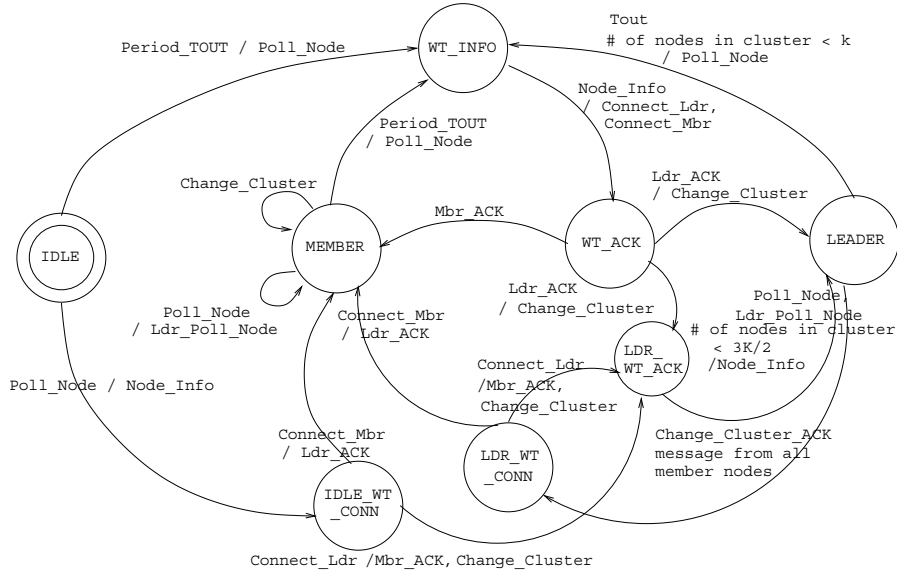 Tout
# of nodes in cluster < k
/ Poll_Node
Period_TOUT / Poll_Node
WT_INFO
Node_Info
/ Connect_Ldr,
Connect_Mbr
Period_TOUT
/ Poll_Node
Change_Cluster
Ldr_ACK
/ Change_Cluster
Mbr_ACK
IDLE
MEMBER
WT_ACK
LEADER
Ldr_ACK
/ Change_Cluster
Poll_Node
/ Ldr_Poll_Node
Connect_Mbr
/ Ldr_ACK
Poll_Node,
Ldr_Poll_Node
# of nodes in cluster
< 3K/2
/Node_Info
LDR_
WT_ACK
Connect_Ldr
/Mbr_ACK,
Change_Cluster
Poll_Node / Node_Info
Connect_Mbr
/ Ldr_ACK
Change_Cluster_ACK
message from all
member nodes
LDR_WT
_CONN
IDLE_WT
_CONN
Connect_Ldr /Mbr_ACK, Change_Cluster